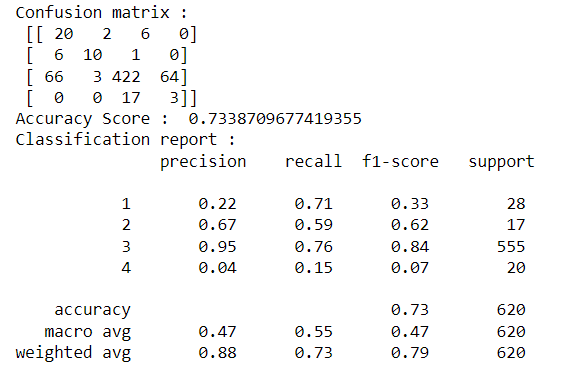 Confusion matrix :
[[ 20 2 6 0]
[ 6 10 1 0]
[ 66 3 422 64]
[ 0 0 17 3]]
Accuracy Score : 0.7338709677419355
Classification report :
precision recall f1-score support
1 0.22 0.71 0.33 28
2 0.67 0.59 0.62 17
3 0.95 0.76 0.84 555
4 0.04 0.15 0.07 20
accuracy 0.73 620
macro avg 0.47 0.55 0.47 620
weighted avg 0.88 0.73 0.79 620